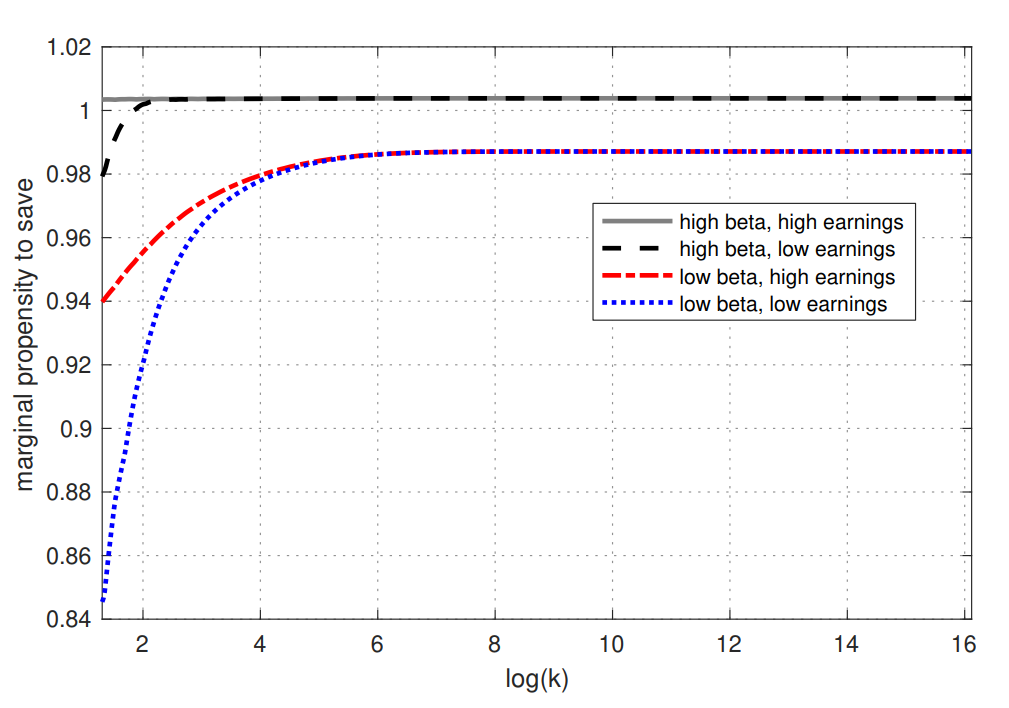 1.02
1
0.98
0.96
0.94
0.92
0.9
0.88
0.86
0.84
marginal propensity to save
high beta, high earnings
high beta, low earnings
low beta, high earnings
low beta, low earnings
2 4 6 8 10 12 14 16
log(k)